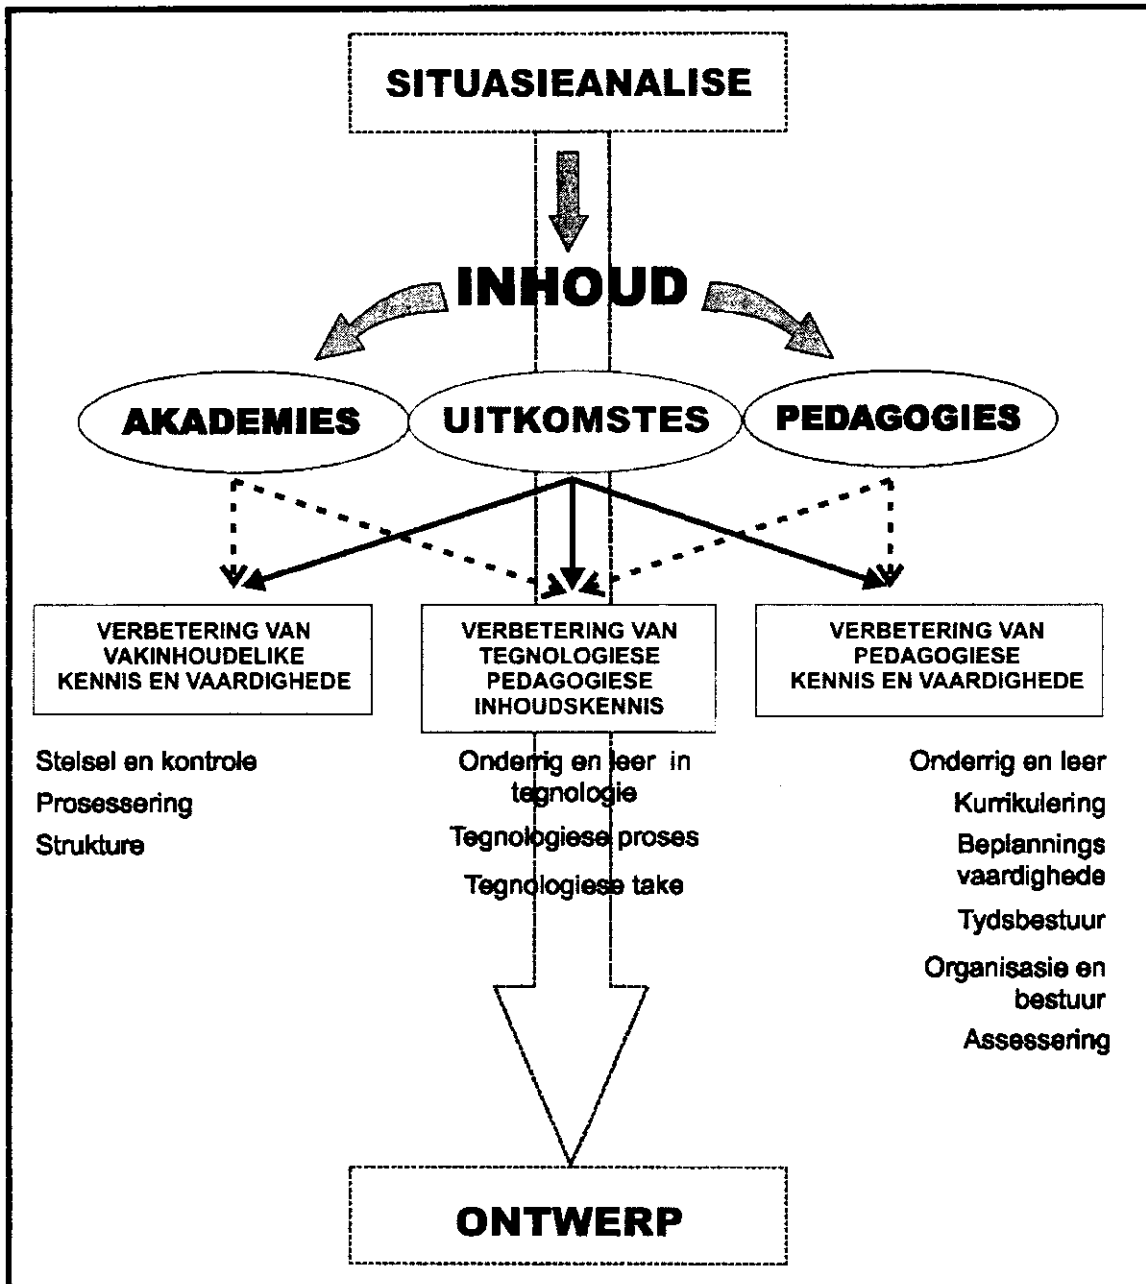 SITUASIEANALISE
INHOUD
AKADEMIES
UITKOMSTES
PEDAGOGIES
VERBETERING VAN
VAKINHOUDELIKE
KENNIS EN VAARDIGHEDE
Stelsel en kontrole
Prosessering
Strukture
VERBETERING VAN
TEGNOLOGIESE
PEDAGOGIESE
INHOUDSKENNIS
Onderrig en leer in
tegnologie
Tegnologiese proses
Tegnologiese take
VERBETERING VAN
PEDAGOGIESE
KENNIS EN VAARDIGHEDE
Onderrig en leer
Kurrikulering
Beplannings
vaardighede
Tydsbestuur
Organisasie en
bestuur
Assessering
ONTWERP